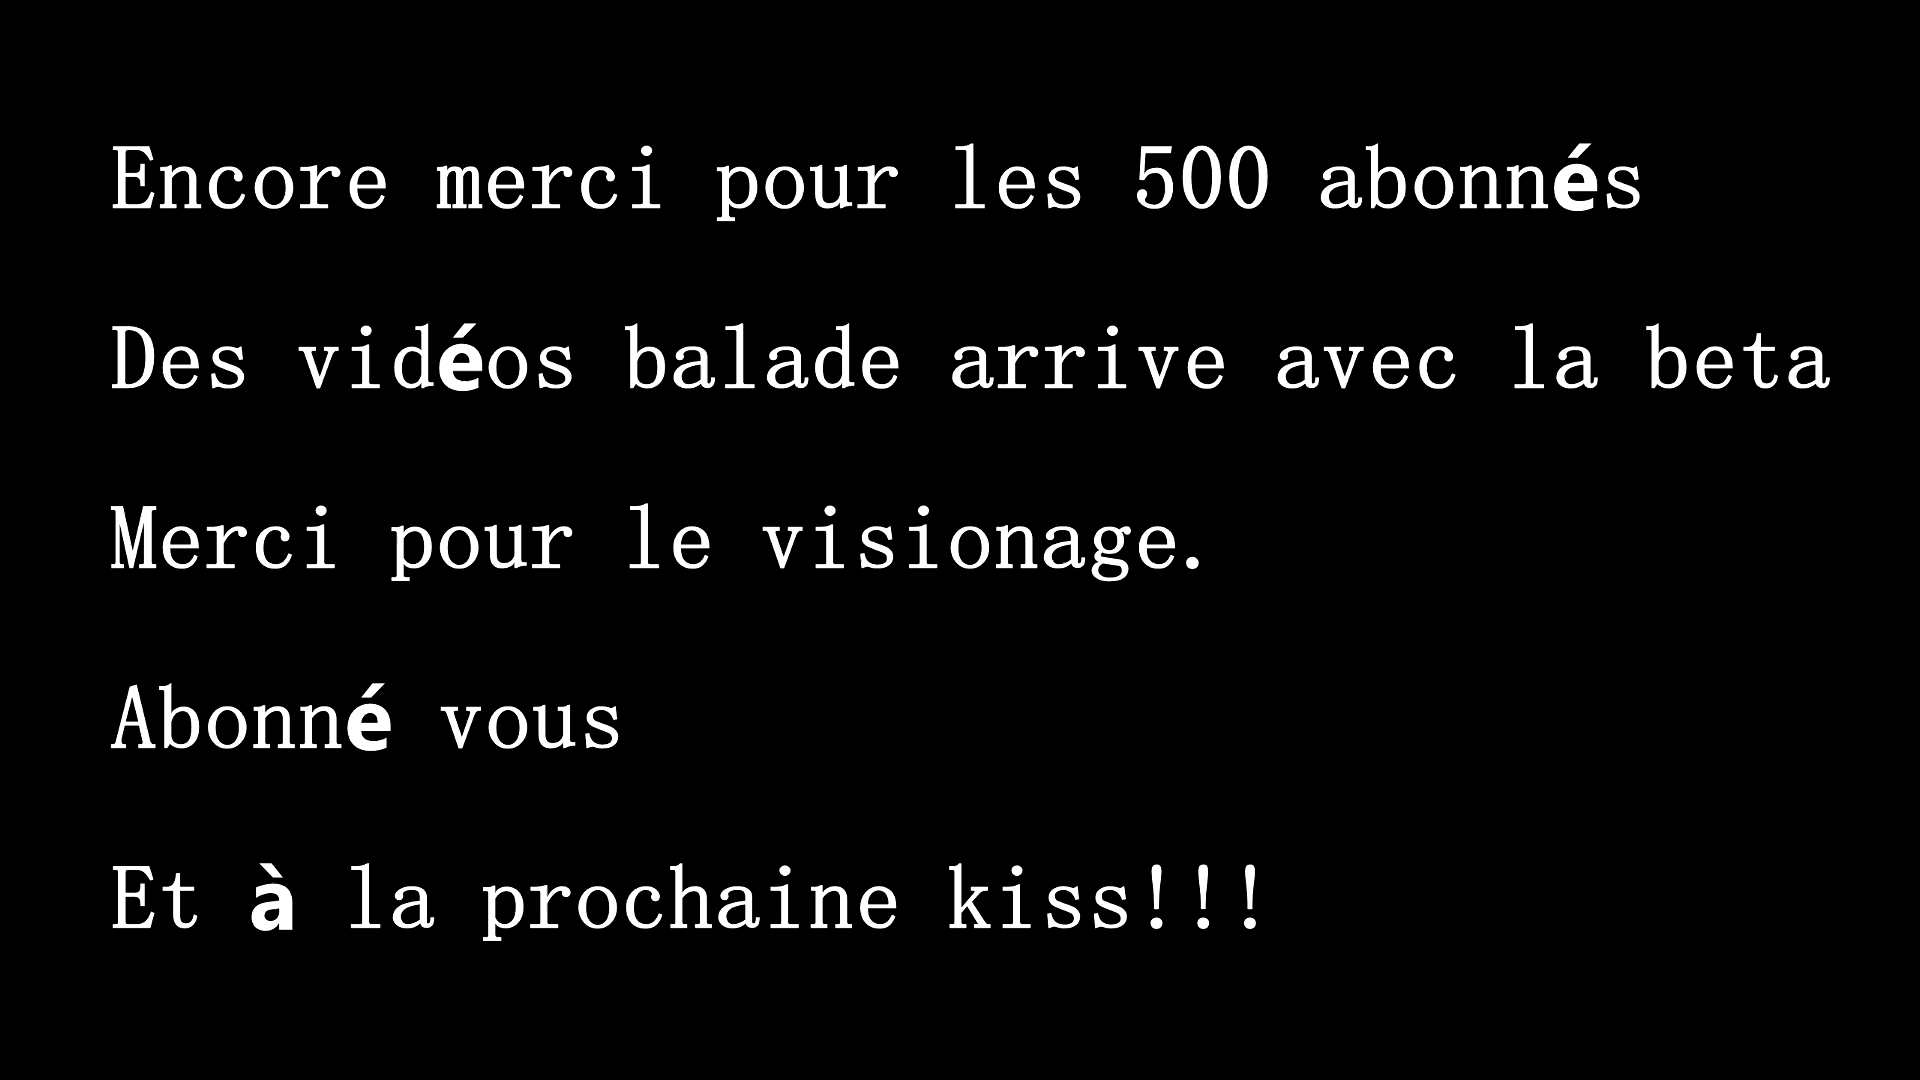 Encore merci pour les 500 abonnés
Des vidéos balade arrive avec la beta
Merci pour le visionage.
Abonné vous
Et à la prochaine kiss!!!